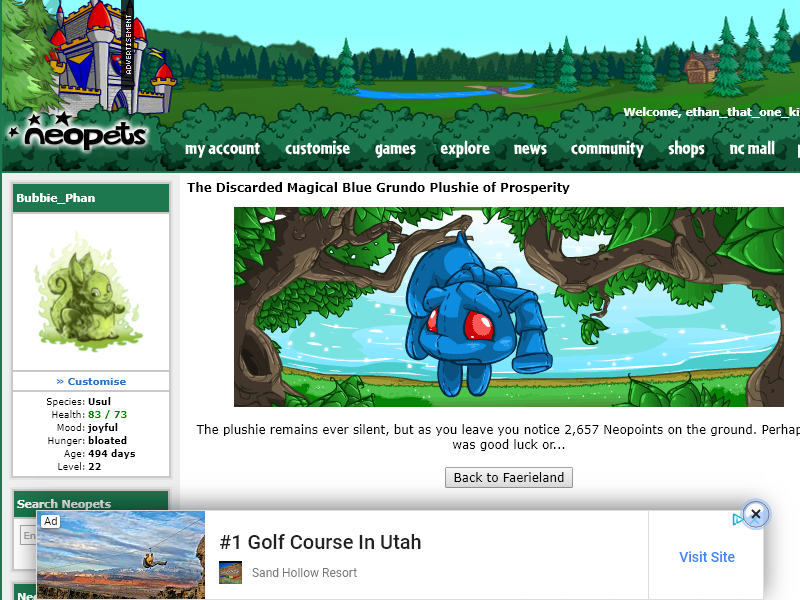 ADVERTISEMENT
Welcome, ethan_that_one_ki
neopets
my account customise games explore news community shops nc mall
Bubbie_Phan
» Customise
Species: Usul
Health: 83 / 73
Mood: joyful
Hunger: bloated
Age: 494 days
Level: 22
Search Neopets
En
Ne
The Discarded Magical Blue Grundo Plushie of Prosperity
The plushie remains ever silent, but as you leave you notice 2,657 Neopoints on the ground. Perhap
was good luck or...
Back to Faerieland
Ad
#1 Golf Course In Utah
Sand Hollow Resort
Visit Site